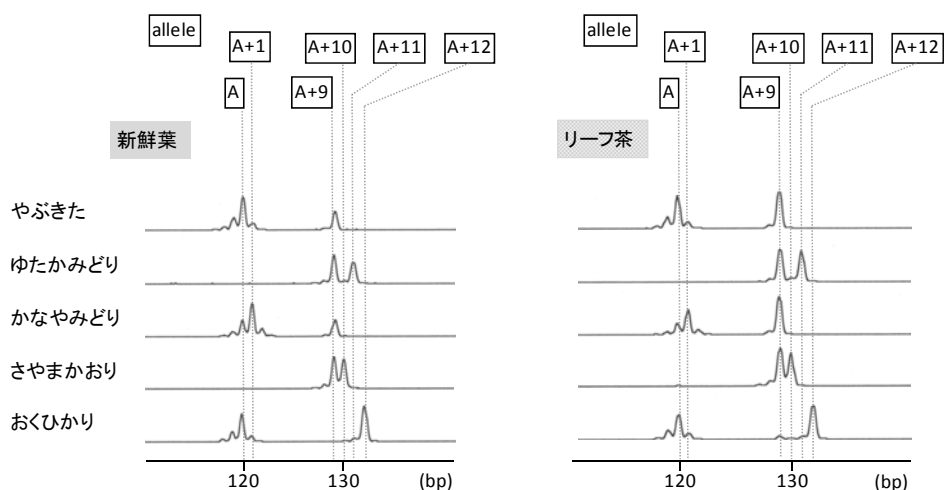 allele
A+1
A+10
A+11
A+12
A
A+9
新鮮葉
allele
A+1
A+10
A+11
A+12
A
A+9
リーフ茶
やぶきた
ゆたかみどり
かなやみどり
さやまかおり
おくひかり
120 130 (bp)
120 130 (bp)